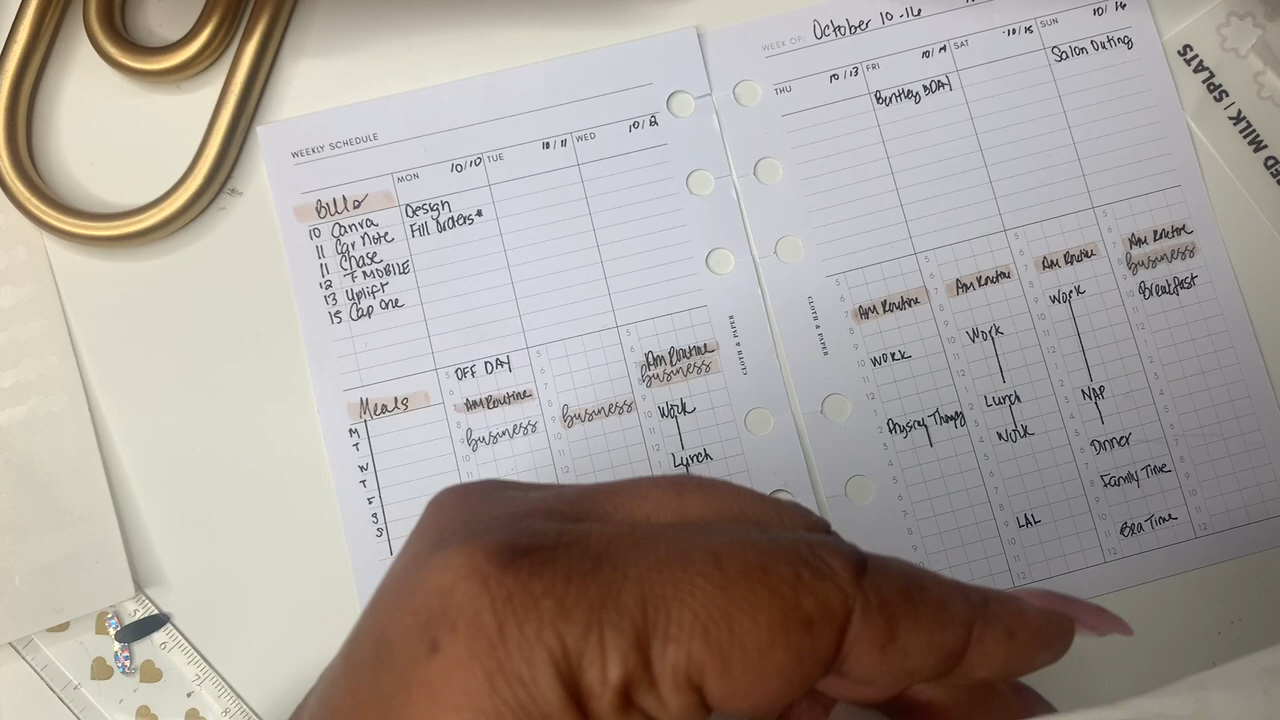 WEEKLY SCHEDULE
MON 10/10
TUE 10/11
WED 10/12
Bills
10 Canva
11 Car Note
11 Chase
12 T MOBILE
13 Uplift
15 Cap One
Design
Fill orders*
Meals
M
T
W
T
F
S
S
OFF DAY
AM Routine
business
business
AM Routine
business
Work
Lunch
CLOTH & PAPER
WEEK OF: October 10-16
THU 10/13
FRI 10/14
SAT 10/15
SUN 10/16
Bentley BDAY
Salon Outing
CLOTH & PAPER
AM Routine
WORK
Physical Therapy
AM Routine
Work
Lunch
Work
LAL
AM Routine
Work
NAP
Dinner
Family Time
Bea Time
AM Routine
business
Breakfast
ED MILK | SPLATS